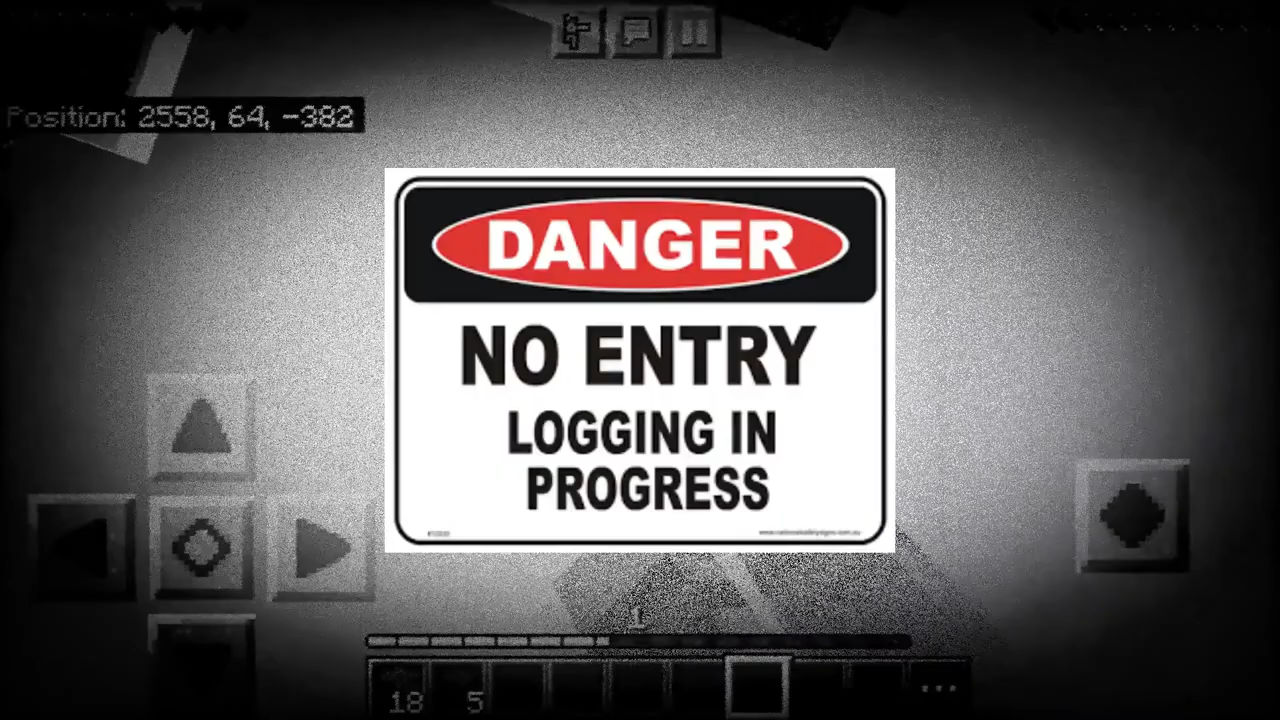 Position: 2558, 64, -382
DANGER
NO ENTRY
LOGGING IN
PROGRESS
1
18 5
...